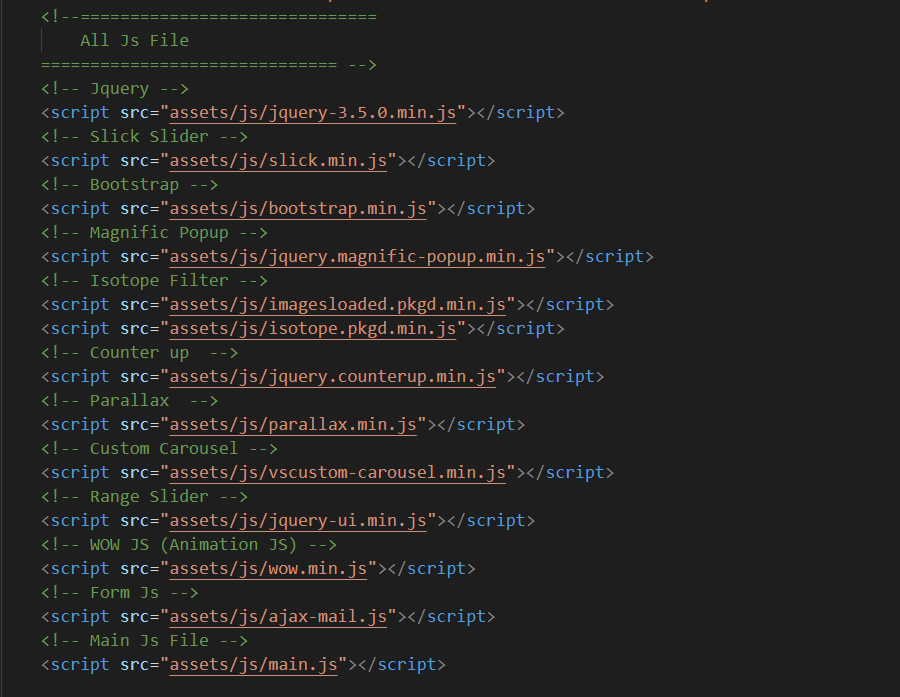 <!--==============================
All Js File
============================== -->
<!-- Jquery -->
<script src="assets/js/jquery-3.5.0.min.js"></script>
<!-- Slick Slider -->
<script src="assets/js/slick.min.js"></script>
<!-- Bootstrap -->
<script src="assets/js/bootstrap.min.js"></script>
<!-- Magnific Popup -->
<script src="assets/js/jquery.magnific-popup.min.js"></script>
<!-- Isotope Filter -->
<script src="assets/js/imagesloaded.pkgd.min.js"></script>
<script src="assets/js/isotope.pkgd.min.js"></script>
<!-- Counter up  -->
<script src="assets/js/jquery.counterup.min.js"></script>
<!-- Parallax  -->
<script src="assets/js/parallax.min.js"></script>
<!-- Custom Carousel -->
<script src="assets/js/vscustom-carousel.min.js"></script>
<!-- Range Slider -->
<script src="assets/js/jquery-ui.min.js"></script>
<!-- WOW JS (Animation JS) -->
<script src="assets/js/wow.min.js"></script>
<!-- Form Js -->
<script src="assets/js/ajax-mail.js"></script>
<!-- Main Js File -->
<script src="assets/js/main.js"></script>